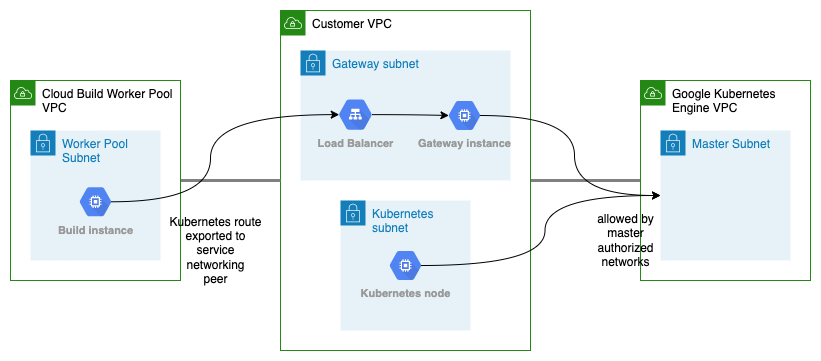 Customer VPC
Gateway subnet
Cloud Build Worker Pool
VPC
Google Kubernetes
Engine VPC
Worker Pool
Subnet
Load Balancer
Gateway instance
Master Subnet
Build instance
Kubernetes route
exported to
service
networking
peer
Kubernetes
subnet
Kubernetes node
allowed by
master
authorized
networks